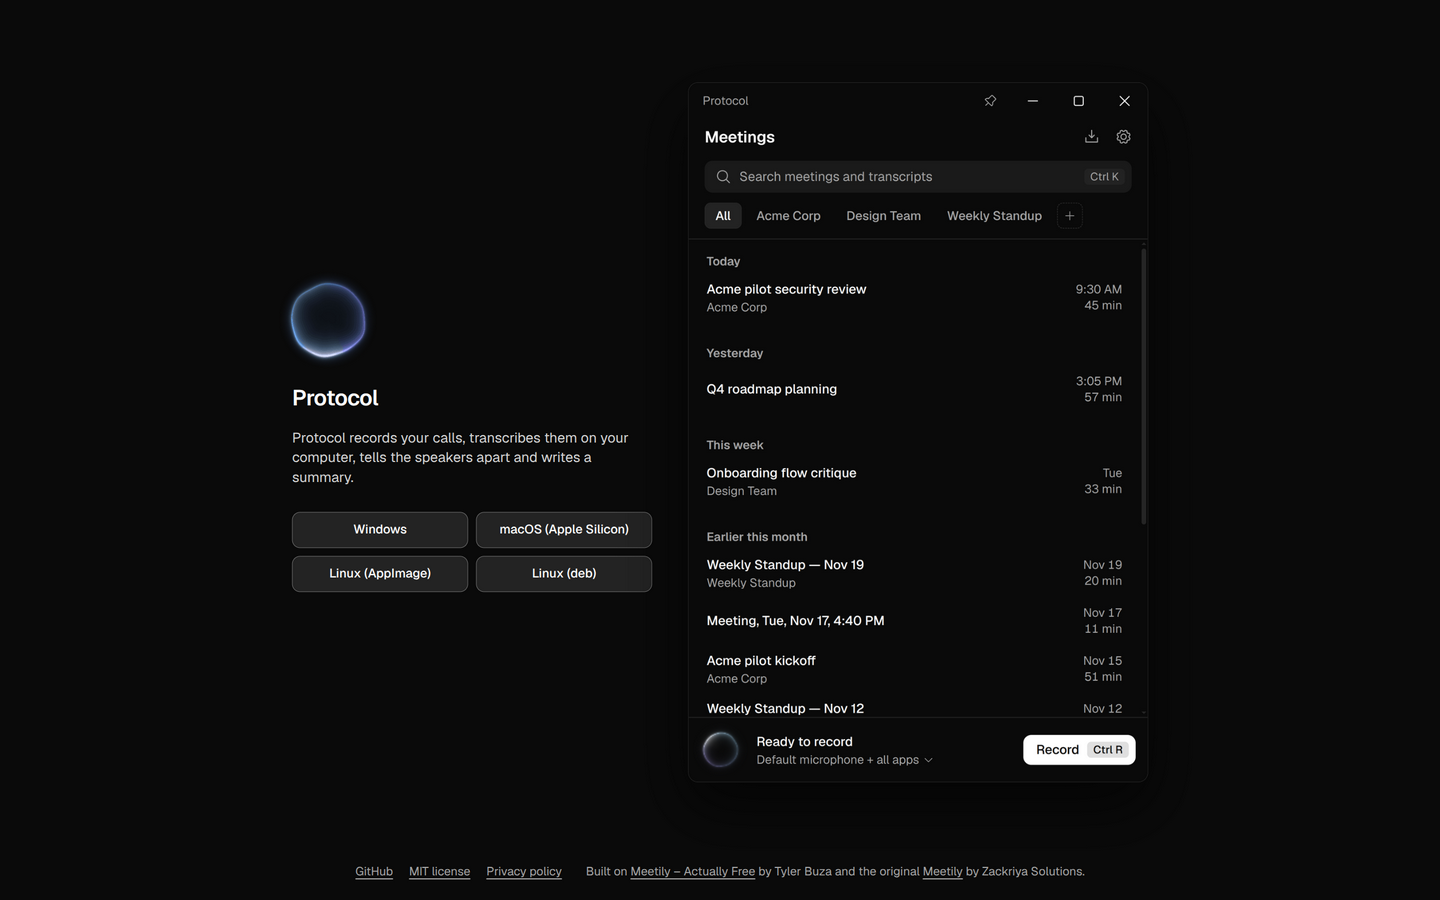 Protocol
Protocol records your calls, transcribes them on your
computer, tells the speakers apart and writes a
summary.
Windows
macOS (Apple Silicon)
Linux (AppImage)
Linux (deb)
Protocol
Meetings
Search meetings and transcripts
Ctrl K
All
Acme Corp
Design Team
Weekly Standup
Today
Acme pilot security review
9:30 AM
Acme Corp
45 min
Yesterday
Q4 roadmap planning
3:05 PM
57 min
This week
Onboarding flow critique
Tue
Design Team
33 min
Earlier this month
Weekly Standup — Nov 19
Nov 19
Weekly Standup
20 min
Meeting, Tue, Nov 17, 4:40 PM
Nov 17
11 min
Acme pilot kickoff
Nov 15
Acme Corp
51 min
Weekly Standup — Nov 12
Nov 12
Ready to record
Default microphone + all apps
Record
Ctrl R
GitHub
MIT license
Privacy policy
Built on Meetily – Actually Free by Tyler Buza and the original Meetily by Zackriya Solutions.